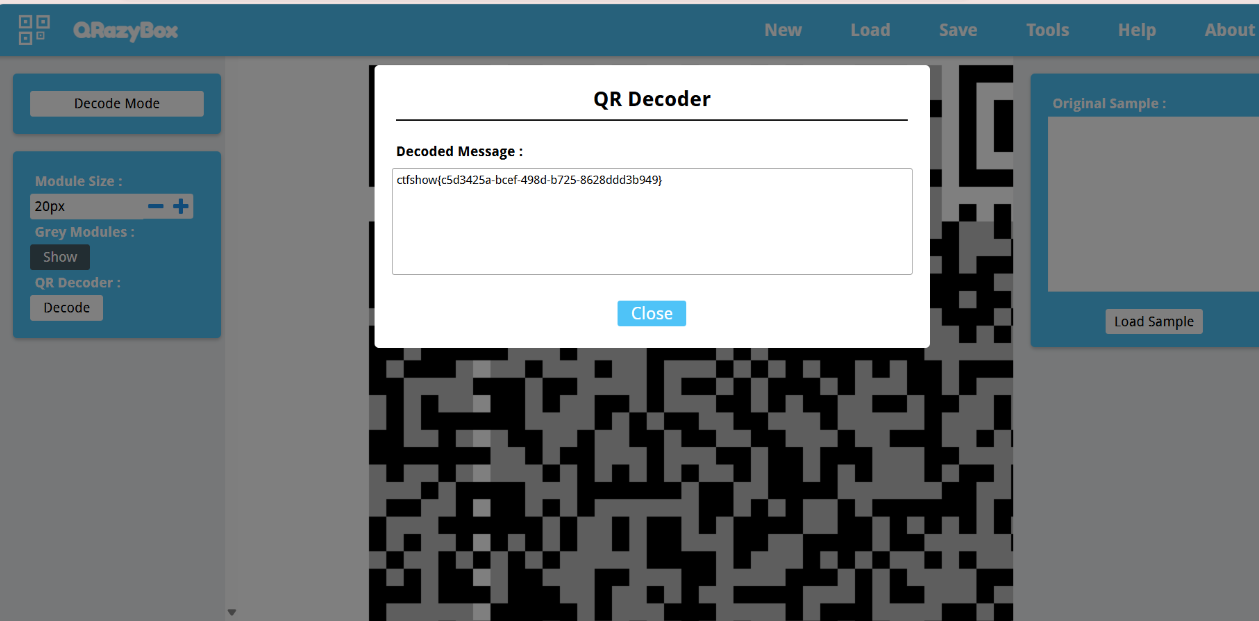 QRazyBox
New Load Save Tools Help About
Decode Mode
Module Size :
20px
Grey Modules :
Show
QR Decoder :
Decode
QR Decoder
Decoded Message :
ctfshow{c5d3425a-bcef-498d-b725-8628ddd3b949}
Close
Original Sample :
Load Sample